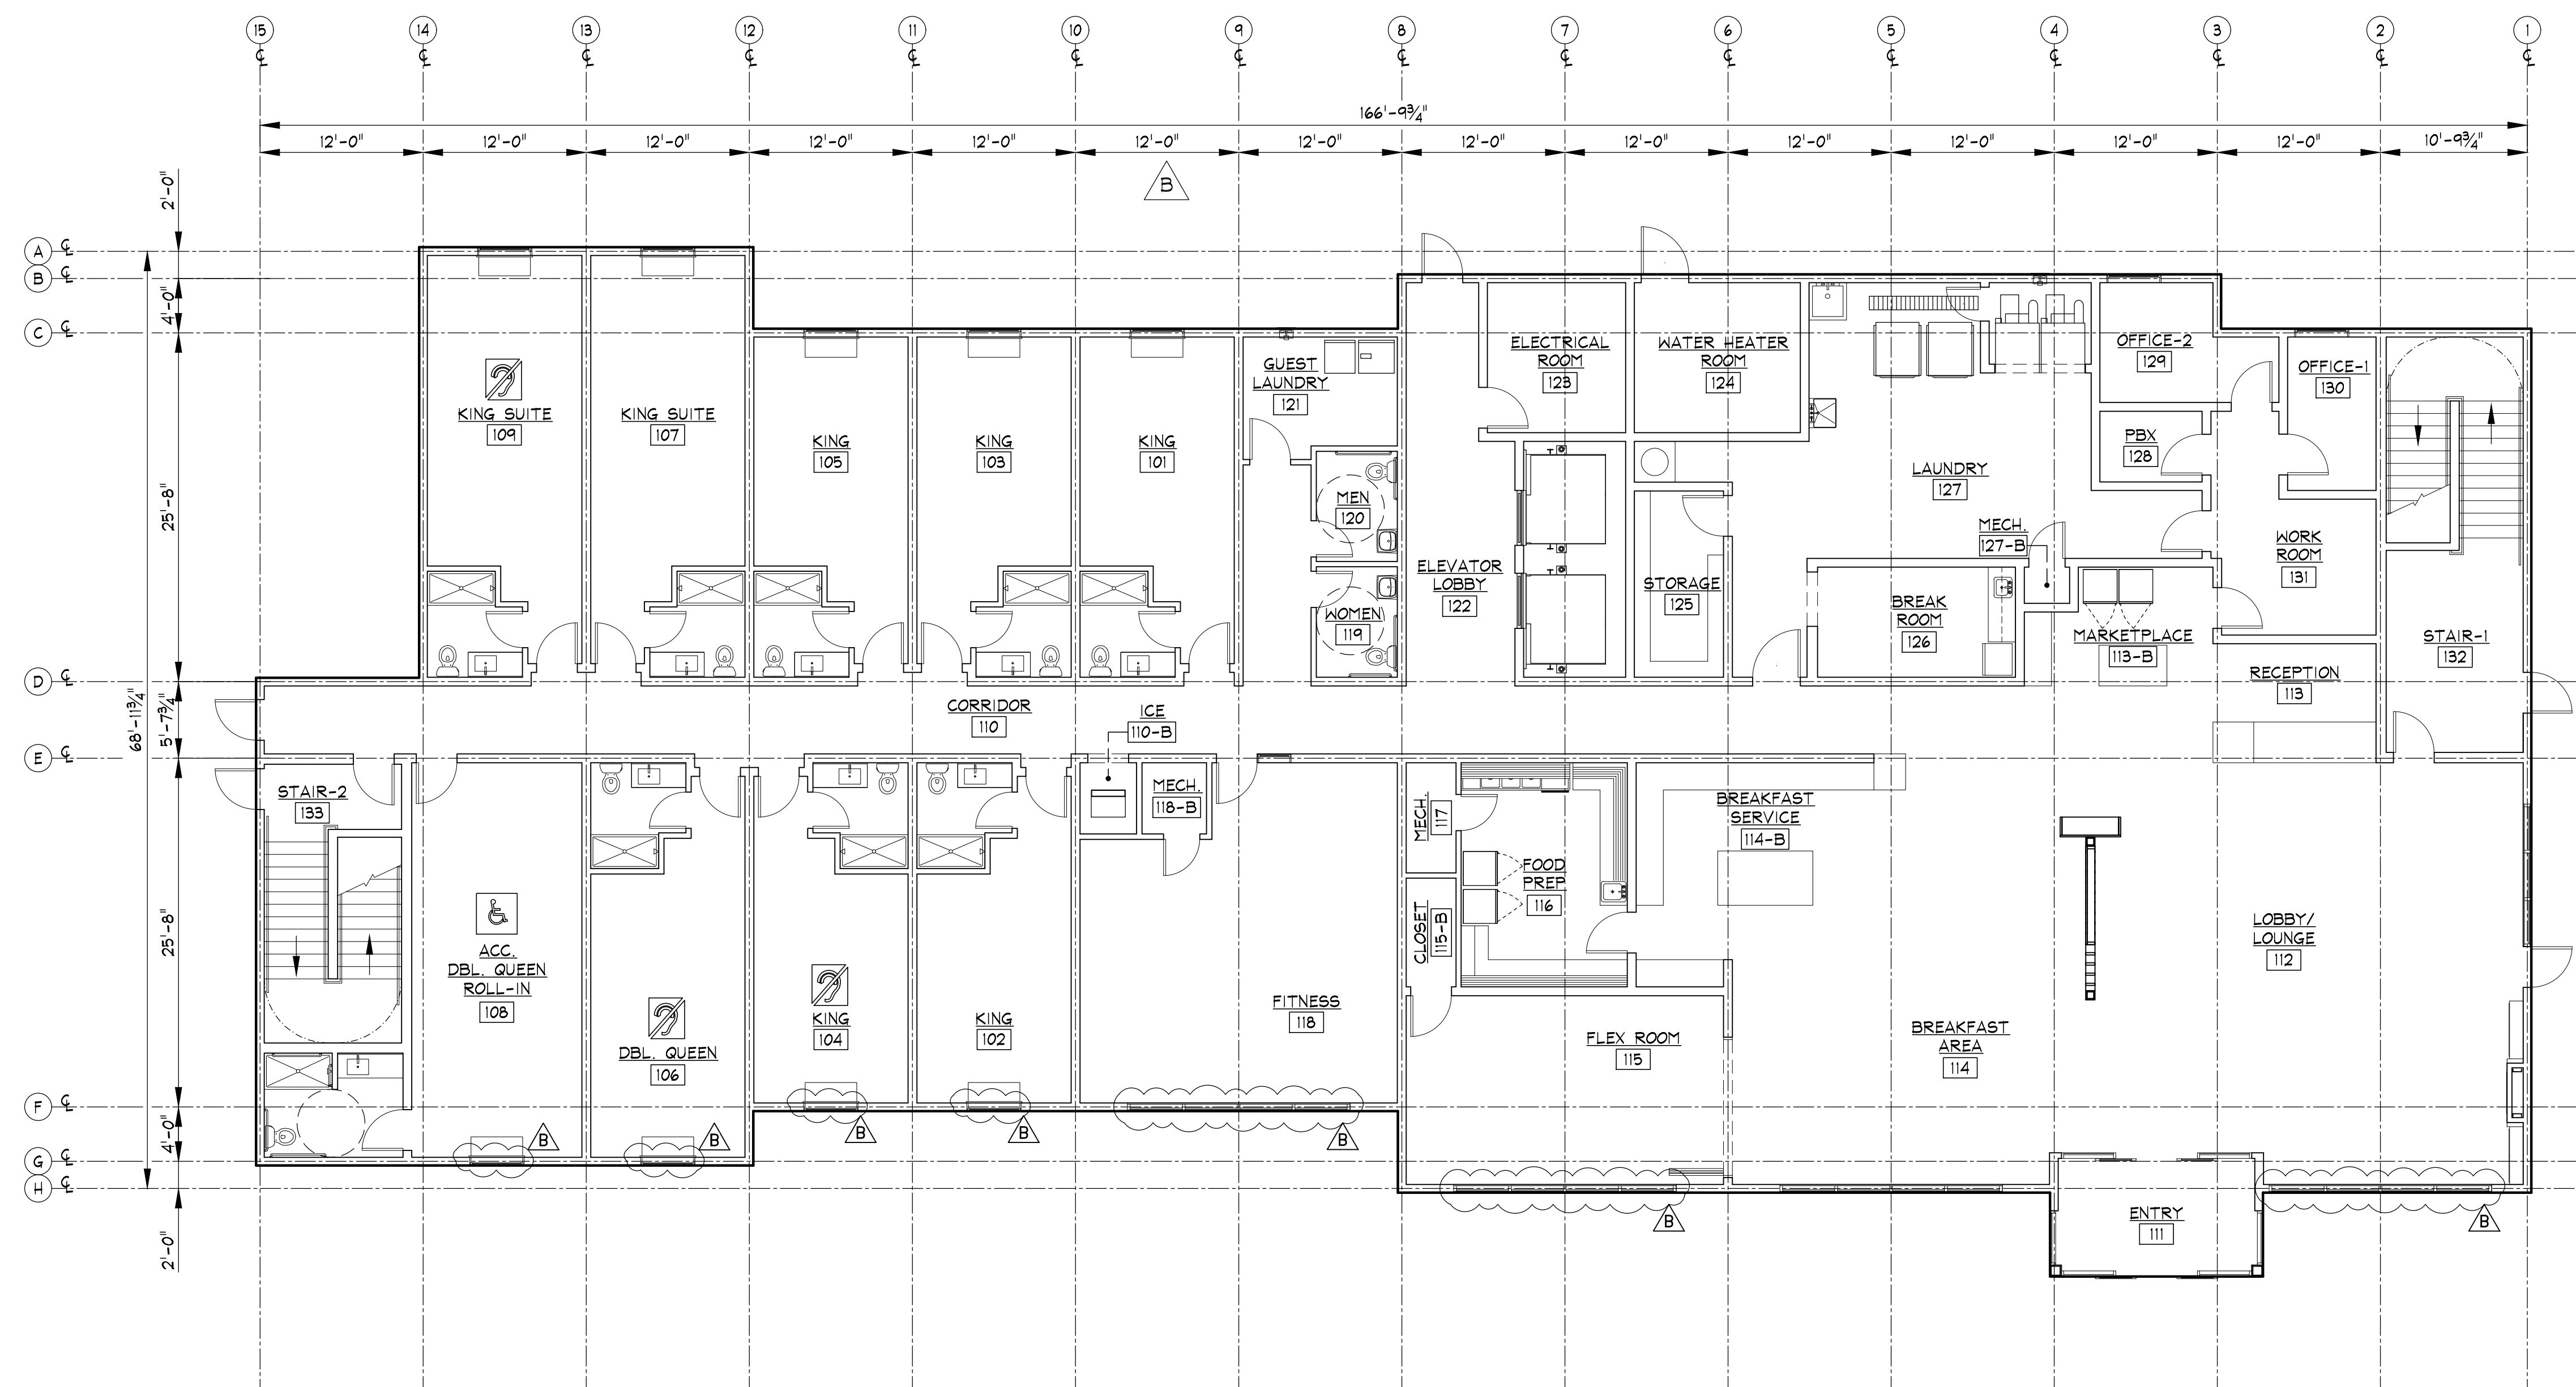 15 14 13 12 11 10 9 8 7 6 5 4 3 2 1
℄ ℄ ℄ ℄ ℄ ℄ ℄ ℄ ℄ ℄ ℄ ℄ ℄ ℄ ℄
166'-9¾"
12'-0" 12'-0" 12'-0" 12'-0" 12'-0" 12'-0" 12'-0" 12'-0" 12'-0" 12'-0" 12'-0" 12'-0" 12'-0" 10'-9¾"
B
2'-0"
A ℄
B ℄
4'-0"
C ℄
25'-8"
D ℄
68'-11¾"
5'-7¾"
E ℄
25'-8"
F ℄
4'-0"
G ℄
H ℄
2'-0"
KING SUITE
109
KING SUITE
107
KING
105
KING
103
KING
101
GUEST
LAUNDRY
121
MEN
120
WOMEN
119
ELEVATOR
LOBBY
122
ELECTRICAL
ROOM
123
WATER HEATER
ROOM
124
STORAGE
125
LAUNDRY
127
MECH.
127-B
BREAK
ROOM
126
OFFICE-2
129
PBX
128
OFFICE-1
130
WORK
ROOM
131
MARKETPLACE
113-B
RECEPTION
113
STAIR-1
132
CORRIDOR
110
ICE
110-B
STAIR-2
133
ACC.
DBL. QUEEN
ROLL-IN
108
DBL. QUEEN
106
KING
104
KING
102
MECH.
118-B
FITNESS
118
MECH.
117
CLOSET
115-B
FOOD
PREP
116
BREAKFAST
SERVICE
114-B
FLEX ROOM
115
BREAKFAST
AREA
114
LOBBY/
LOUNGE
112
ENTRY
111
B
B
B
B
B
B
B